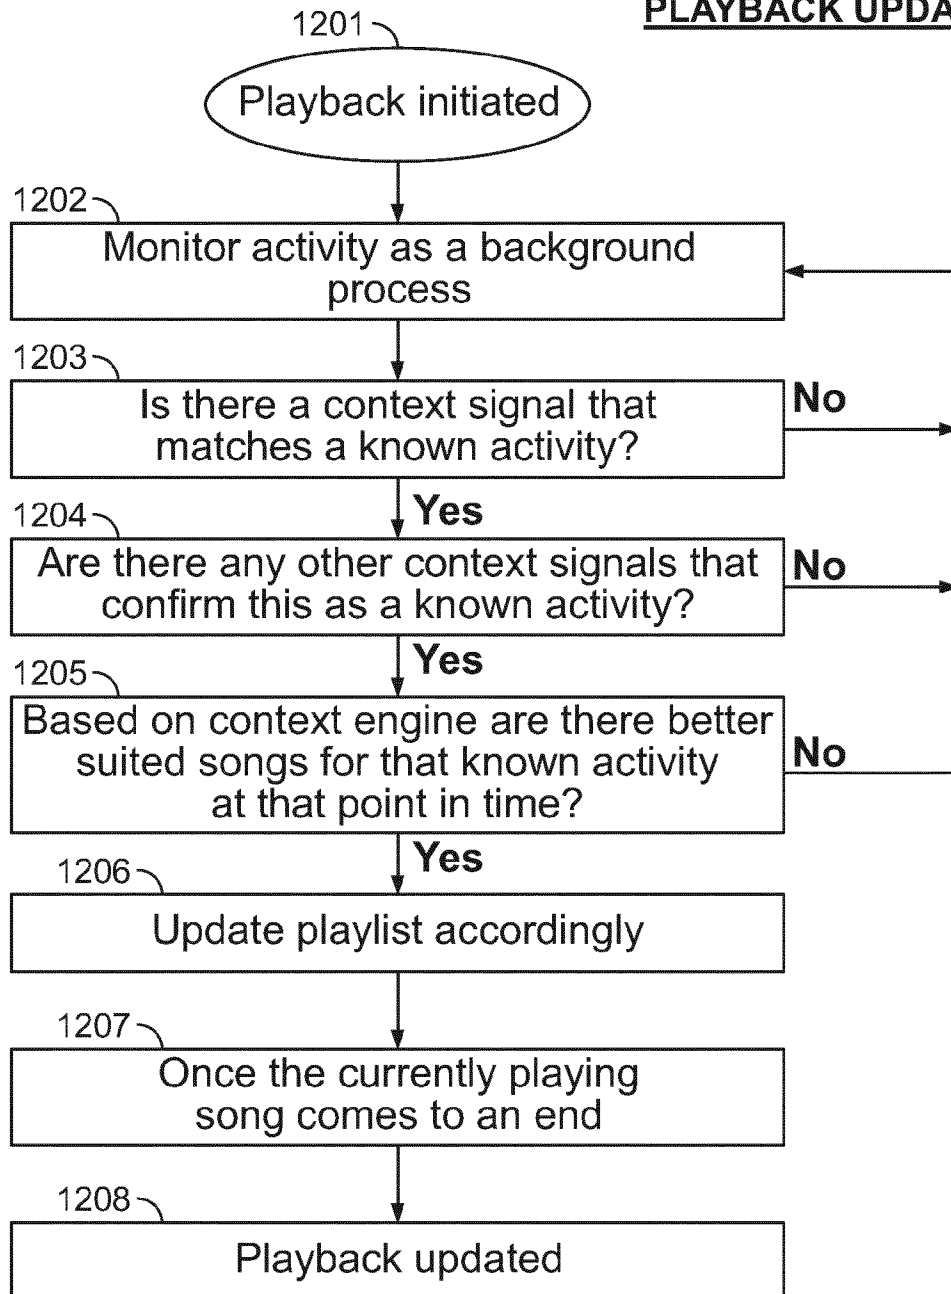 PLAYBACK UPDA
1201
Playback initiated
1202
Monitor activity as a background
process
1203
Is there a context signal that
matches a known activity?
No
Yes
1204
Are there any other context signals that
confirm this as a known activity?
No
Yes
1205
Based on context engine are there better
suited songs for that known activity
at that point in time?
No
Yes
1206
Update playlist accordingly
1207
Once the currently playing
song comes to an end
1208
Playback updated